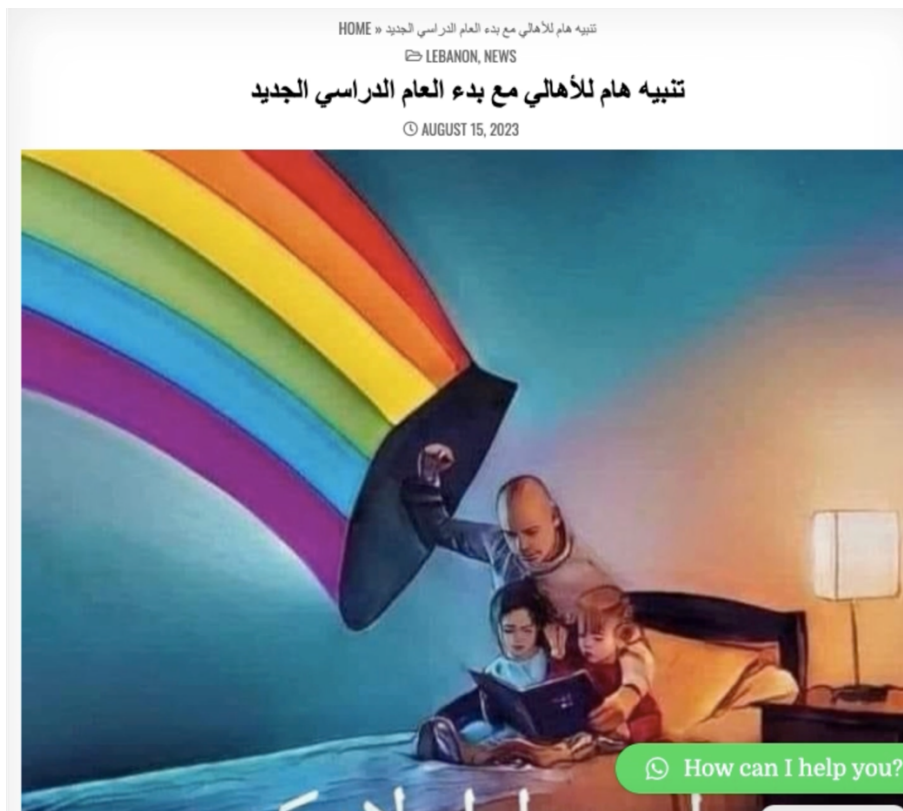 HOME » تنبيه هام للأهالي مع بدء العام الدراسي الجديد
LEBANON, NEWS
تنبيه هام للأهالي مع بدء العام الدراسي الجديد
AUGUST 15, 2023
How can I help you?